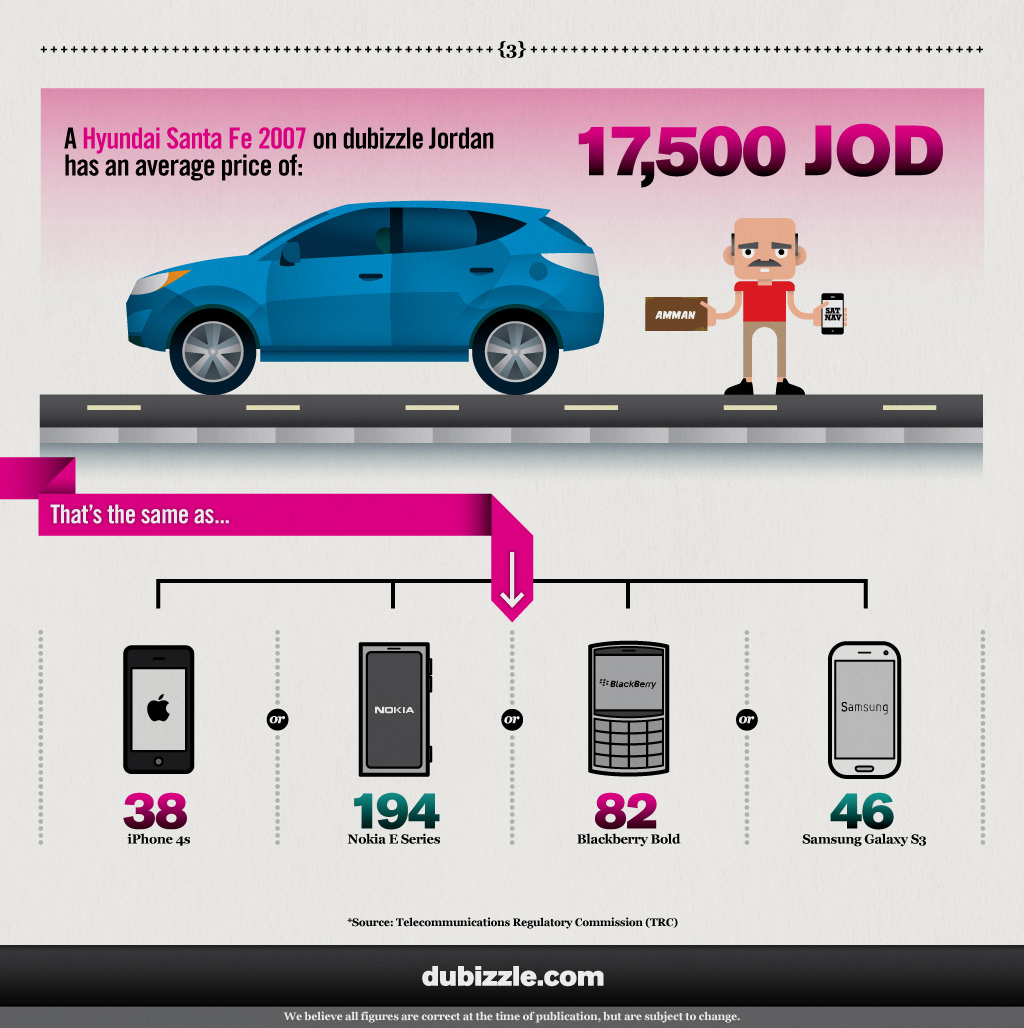 {3}
A Hyundai Santa Fe 2007 on dubizzle Jordan
has an average price of:
17,500 JOD
AMMAN
SAT
NAV
That's the same as...
NOKIA
BlackBerry
Samsung
or
or
or
38
iPhone 4s
194
Nokia E Series
82
Blackberry Bold
46
Samsung Galaxy S3
*Source: Telecommunications Regulatory Commission (TRC)
dubizzle.com
We believe all figures are correct at the time of publication, but are subject to change.